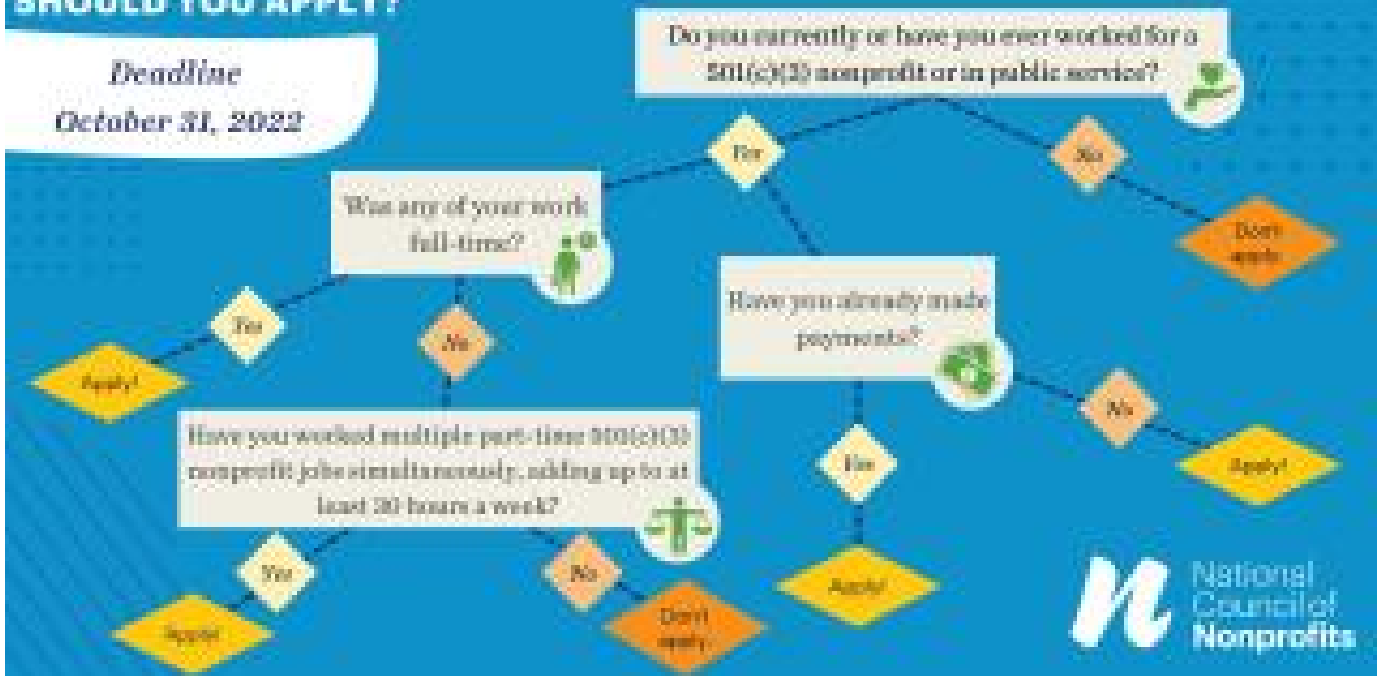 SHOULD YOU APPLY?
Deadline
October 31, 2022
Do you currently or have you ever worked for a
501(c)(3) nonprofit or in public service?
Yes
No
Don't
apply.
Was any of your work
full-time?
Yes
No
Apply!
Have you already made
payments?
Yes
No
Apply!
Apply!
Have you worked multiple part-time 501(c)(3)
nonprofit jobs simultaneously, adding up to at
least 30 hours a week?
Yes
No
Apply!
Don't
apply.
National
Council of
Nonprofits